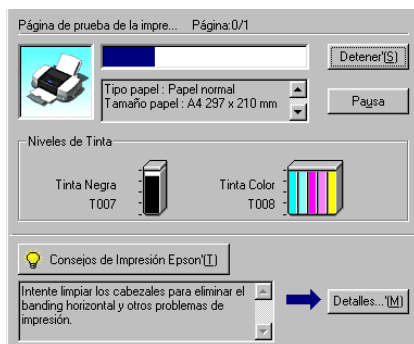 Página de prueba de la impre... Página:0/1
Detener'(S)
Tipo papel : Papel normal
Tamaño papel : A4 297 x 210 mm
Pausa
Niveles de Tinta
Tinta Negra
T007
Tinta Color
T008
Consejos de Impresión Epson'(T)
Intente limpiar los cabezales para eliminar el
banding horizontal y otros problemas de
impresión.
Detalles...'(M)